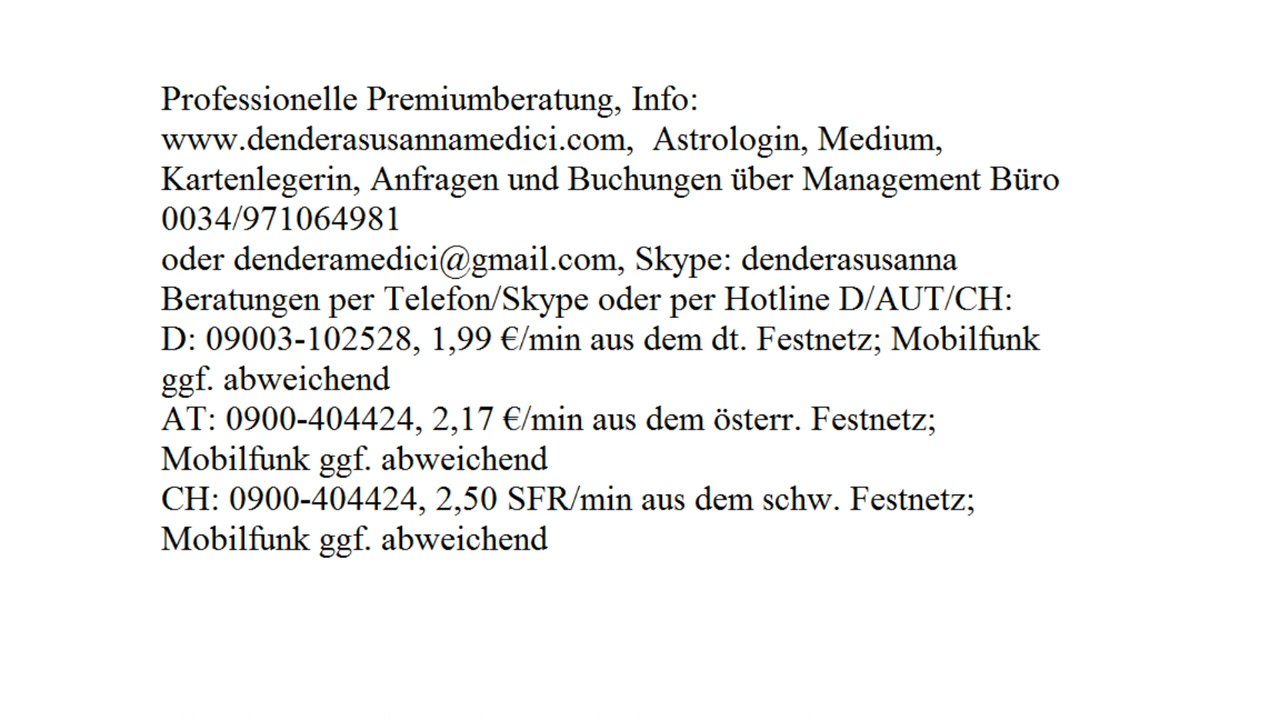 Professionelle Premiumberatung, Info:
www.denderasusannamedici.com,  Astrologin, Medium,
Kartenlegerin, Anfragen und Buchungen über Management Büro
0034/971064981
oder denderamedici@gmail.com, Skype: denderasusanna
Beratungen per Telefon/Skype oder per Hotline D/AUT/CH:
D: 09003-102528, 1,99 €/min aus dem dt. Festnetz; Mobilfunk
ggf. abweichend
AT: 0900-404424, 2,17 €/min aus dem österr. Festnetz;
Mobilfunk ggf. abweichend
CH: 0900-404424, 2,50 SFR/min aus dem schw. Festnetz;
Mobilfunk ggf. abweichend